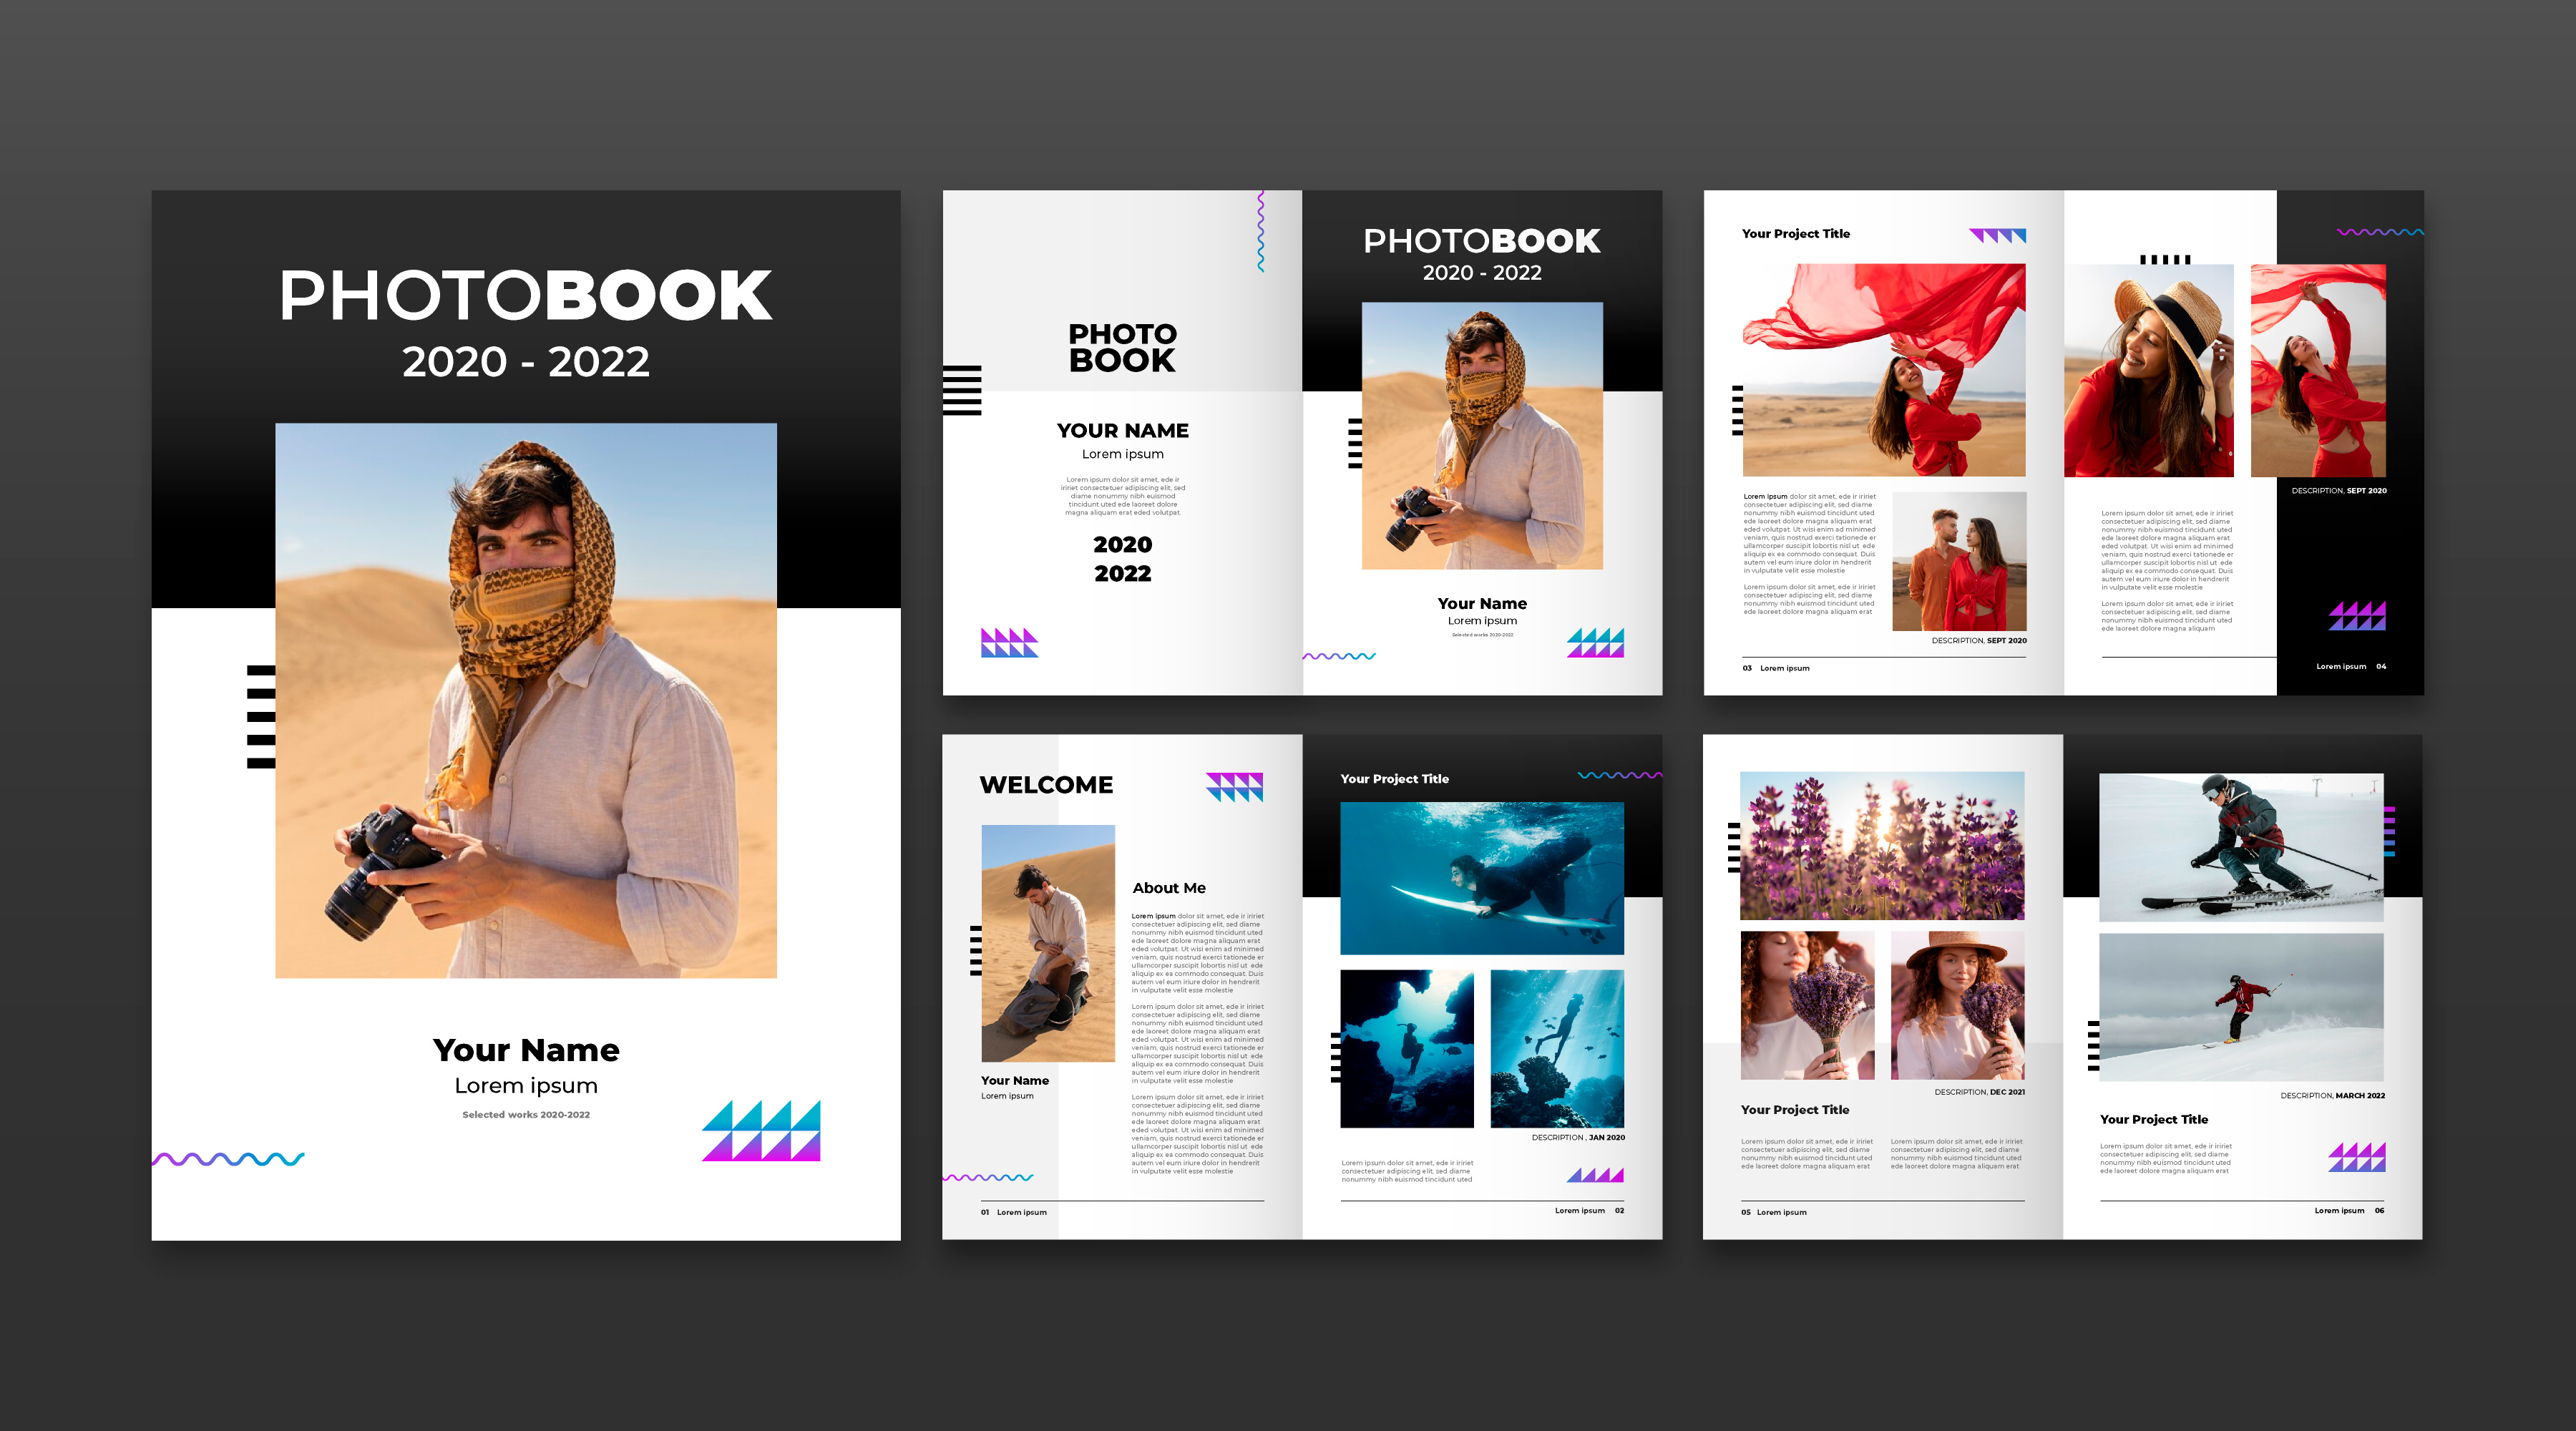 PHOTOBOOK
2020 - 2022
Your Name
Lorem ipsum
Selected works 2020-2022
PHOTO
BOOK
YOUR NAME
Lorem ipsum
Lorem ipsum dolor sit amet, ede ir
iririet consectetuer adipiscing elit, sed
diame nonummy nibh euismod
tincidunt uted ede laoreet dolore
magna aliquam erat eded volutpat.
2020
2022
PHOTOBOOK
2020 - 2022
Your Name
Lorem ipsum
Selected works 2020-2022
Your Project Title
Lorem ipsum dolor sit amet, ede ir iririet
consectetuer adipiscing elit, sed diame
nonummy nibh euismod tincidunt uted
ede laoreet dolore magna aliquam erat
eded volutpat. Ut wisi enim ad minimed
veniam, quis nostrud exerci tationede er
ullamcorper suscipit lobortis nisl ut ede
aliquip ex ea commodo consequat. Duis
autem vel eum iriure dolor in hendrerit
in vulputate velit esse molestie
Lorem ipsum dolor sit amet, ede ir iririet
consectetuer adipiscing elit, sed diame
nonummy nibh euismod tincidunt uted
ede laoreet dolore magna aliquam erat
DESCRIPTION, SEPT 2020
03 Lorem ipsum
DESCRIPTION, SEPT 2020
Lorem ipsum dolor sit amet, ede ir iririet
consectetuer adipiscing elit, sed diame
nonummy nibh euismod tincidunt uted
ede laoreet dolore magna aliquam erat
eded volutpat. Ut wisi enim ad minimed
veniam, quis nostrud exerci tationede er
ullamcorper suscipit lobortis nisl ut ede
aliquip ex ea commodo consequat. Duis
autem vel eum iriure dolor in hendrerit
in vulputate velit esse molestie
Lorem ipsum dolor sit amet, ede ir iririet
consectetuer adipiscing elit, sed diame
nonummy nibh euismod tincidunt uted
ede laoreet dolore magna aliquam
Lorem ipsum 04
WELCOME
About Me
Lorem ipsum dolor sit amet, ede ir iririet
consectetuer adipiscing elit, sed diame
nonummy nibh euismod tincidunt uted
ede laoreet dolore magna aliquam erat
eded volutpat. Ut wisi enim ad minimed
veniam, quis nostrud exerci tationede er
ullamcorper suscipit lobortis nisl ut ede
aliquip ex ea commodo consequat. Duis
autem vel eum iriure dolor in hendrerit
in vulputate velit esse molestie
Lorem ipsum dolor sit amet, ede ir iririet
consectetuer adipiscing elit, sed diame
nonummy nibh euismod tincidunt uted
ede laoreet dolore magna aliquam erat
eded volutpat. Ut wisi enim ad minimed
veniam, quis nostrud exerci tationede er
ullamcorper suscipit lobortis nisl ut ede
aliquip ex ea commodo consequat. Duis
autem vel eum iriure dolor in hendrerit
in vulputate velit esse molestie
Lorem ipsum dolor sit amet, ede ir iririet
consectetuer adipiscing elit, sed diame
nonummy nibh euismod tincidunt uted
ede laoreet dolore magna aliquam erat
eded volutpat. Ut wisi enim ad minimed
veniam, quis nostrud exerci tationede er
ullamcorper suscipit lobortis nisl ut ede
aliquip ex ea commodo consequat. Duis
autem vel eum iriure dolor in hendrerit
in vulputate velit esse molestie
Your Name
Lorem ipsum
01 Lorem ipsum
Your Project Title
DESCRIPTION , JAN 2020
Lorem ipsum dolor sit amet, ede ir iririet
consectetuer adipiscing elit, sed diame
nonummy nibh euismod tincidunt uted
Lorem ipsum 02
DESCRIPTION, DEC 2021
Your Project Title
Lorem ipsum dolor sit amet, ede ir iririet
consectetuer adipiscing elit, sed diame
nonummy nibh euismod tincidunt uted
ede laoreet dolore magna aliquam erat
Lorem ipsum dolor sit amet, ede ir iririet
consectetuer adipiscing elit, sed diame
nonummy nibh euismod tincidunt uted
ede laoreet dolore magna aliquam erat
05 Lorem ipsum
DESCRIPTION, MARCH 2022
Your Project Title
Lorem ipsum dolor sit amet, ede ir iririet
consectetuer adipiscing elit, sed diame
nonummy nibh euismod tincidunt uted
ede laoreet dolore magna aliquam erat
Lorem ipsum 06